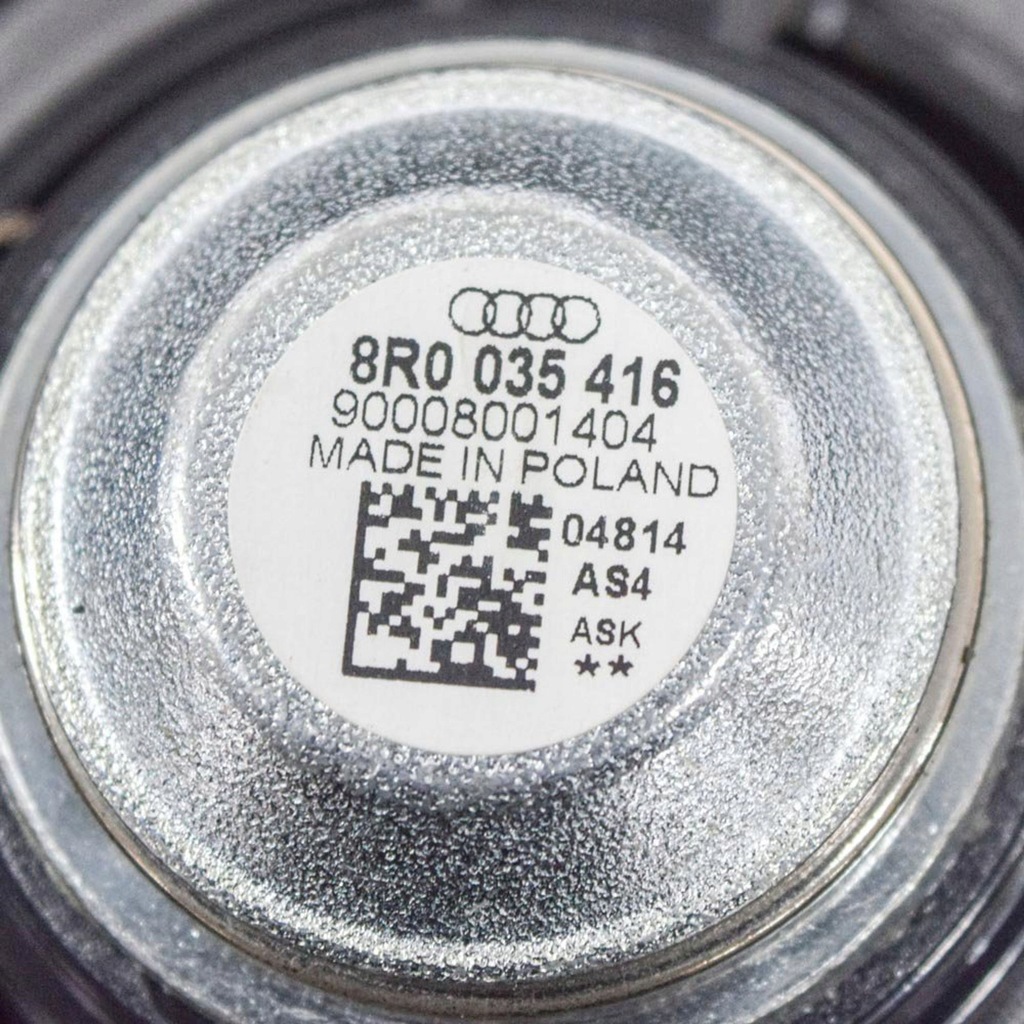 8R0 035 416
90008001404
MADE IN POLAND
04814
AS4
ASK
**